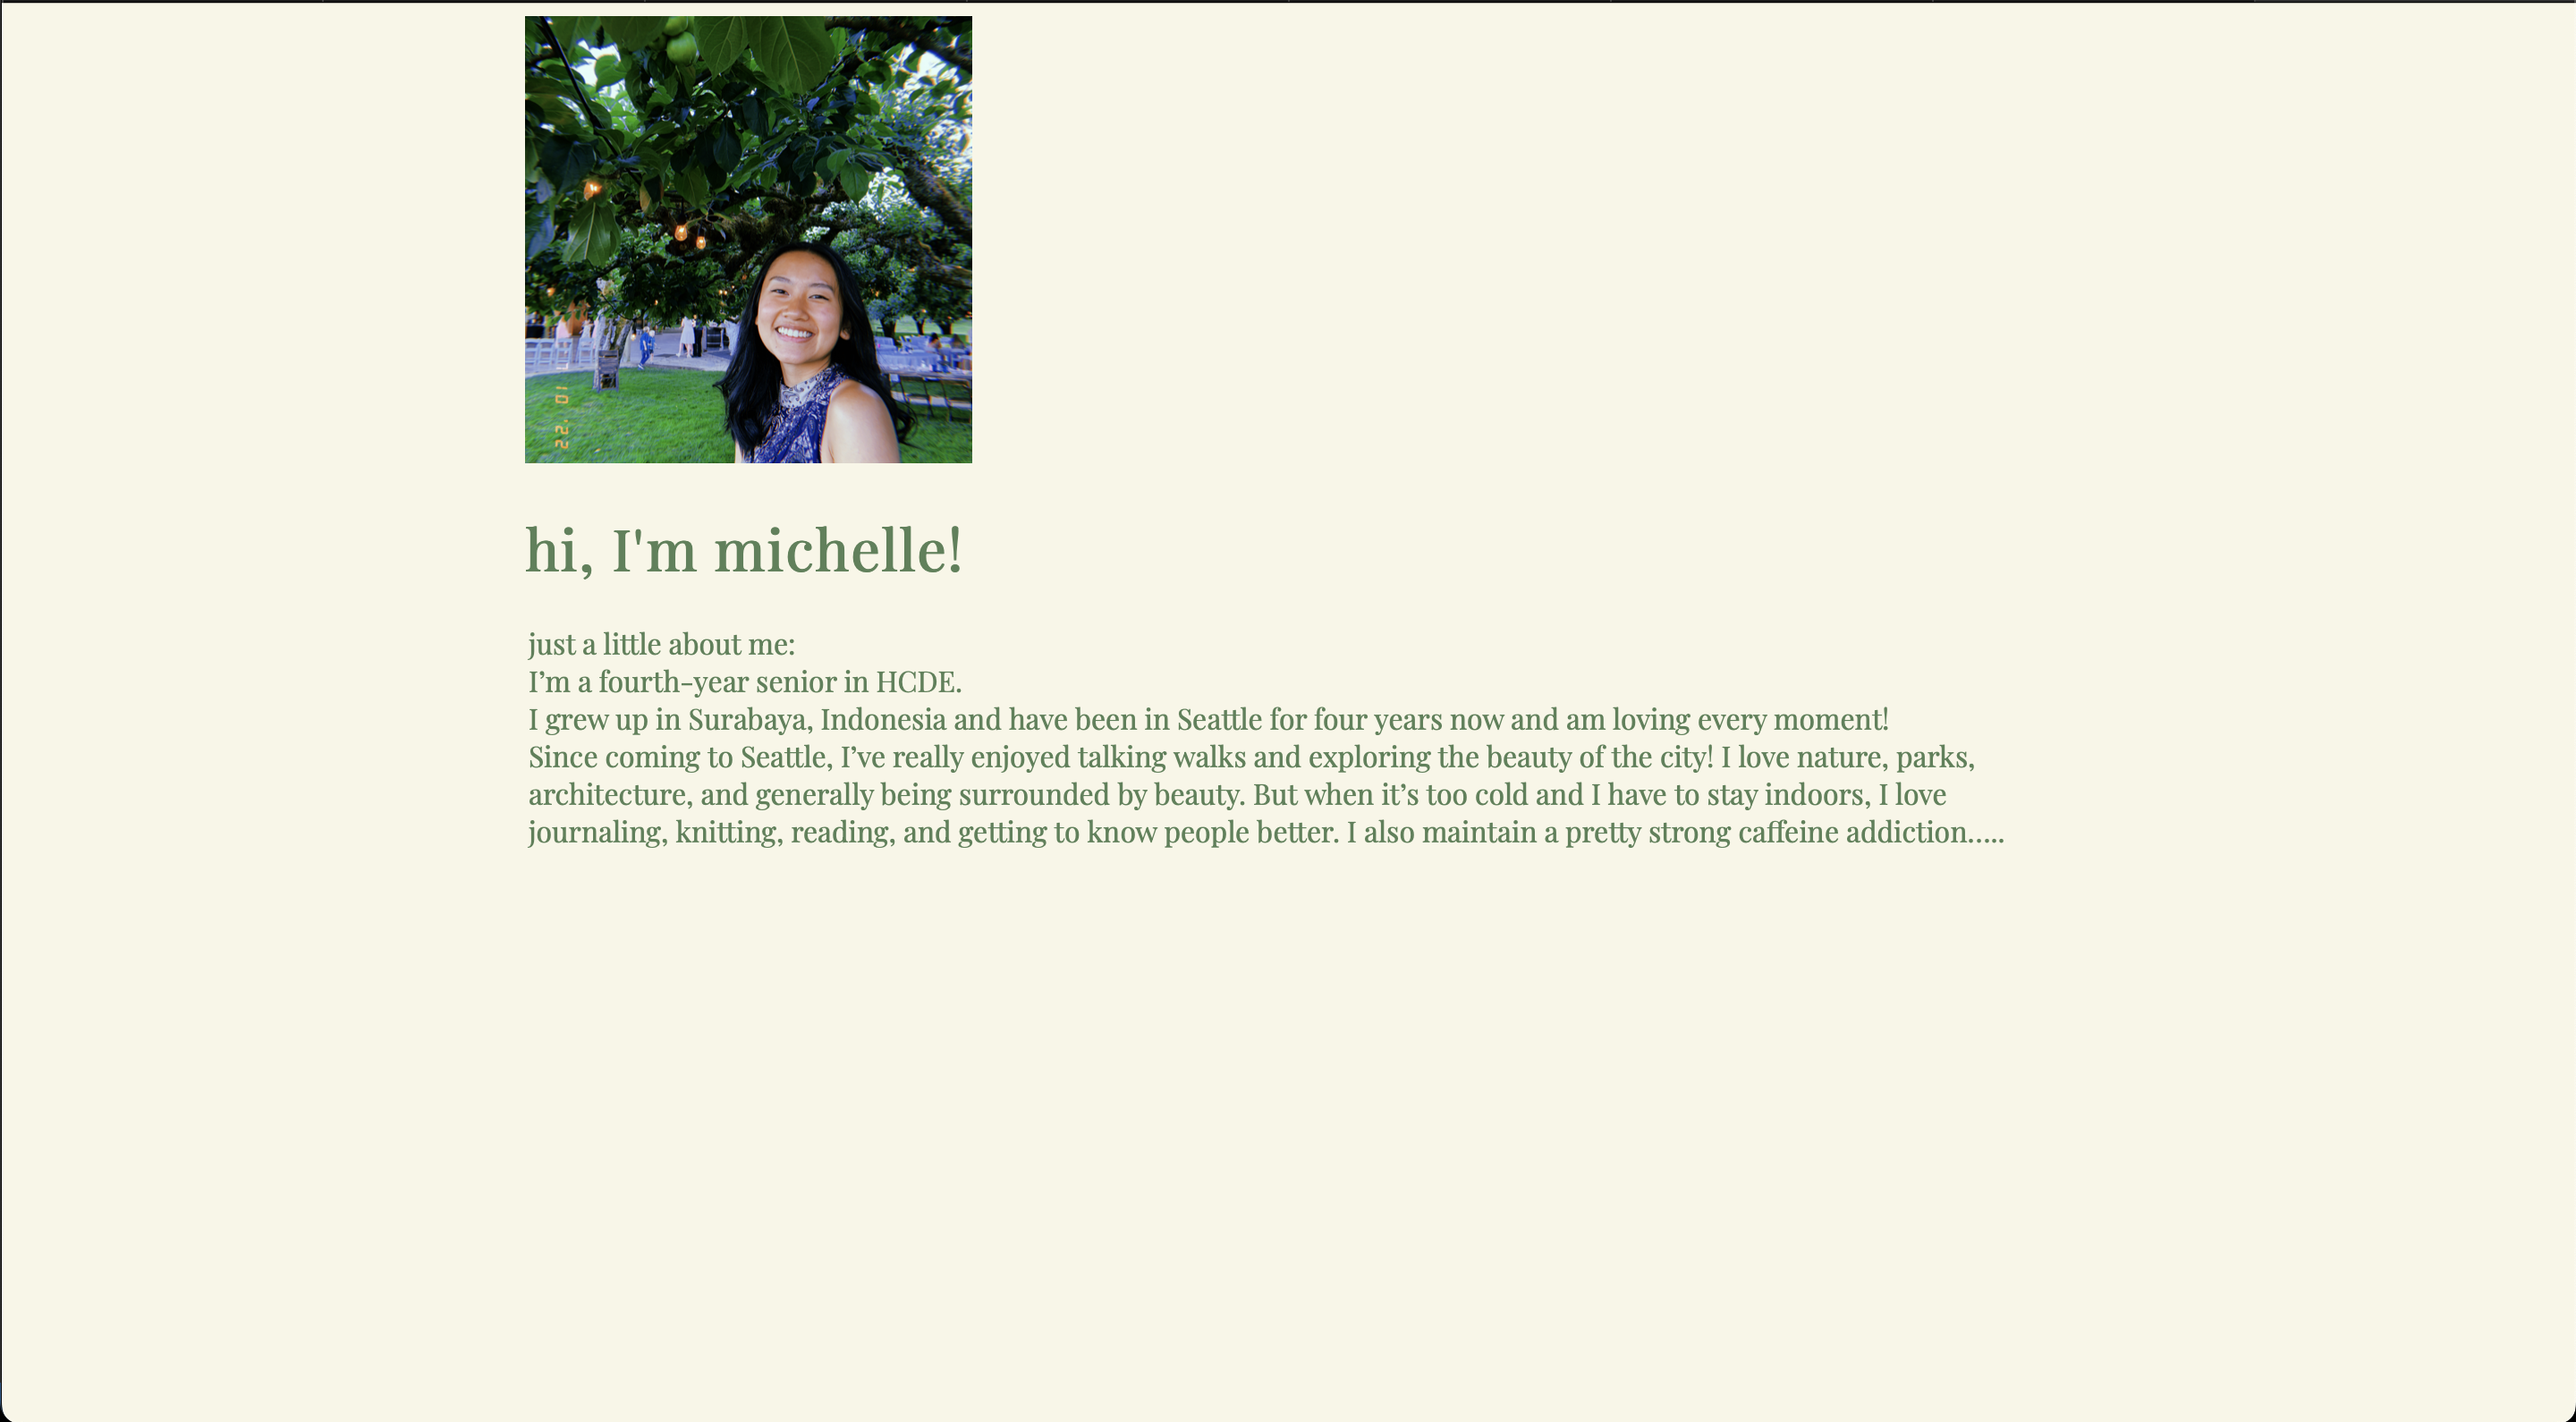 22. 01
hi, I'm michelle!
just a little about me:
I’m a fourth-year senior in HCDE.
I grew up in Surabaya, Indonesia and have been in Seattle for four years now and am loving every moment!
Since coming to Seattle, I’ve really enjoyed talking walks and exploring the beauty of the city! I love nature, parks,
architecture, and generally being surrounded by beauty. But when it’s too cold and I have to stay indoors, I love
journaling, knitting, reading, and getting to know people better. I also maintain a pretty strong caffeine addiction…..